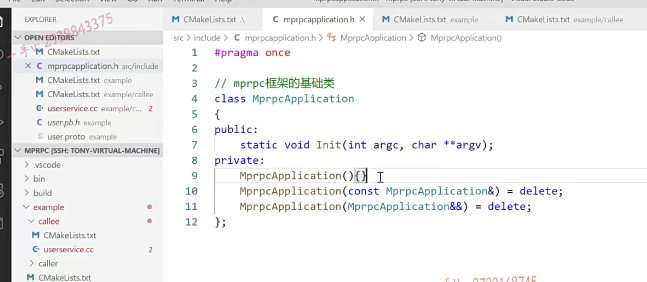 EXPLORER
OPEN EDITORS
CMakeLists.txt
mprpcapplication.h src/include
CMakeLists.txt example
CMakeLists.txt example/callee
userservice.cc example/c... 2
user.pb.h example
user.proto example
MPRPC [SSH: TONY-VIRTUAL-MACHINE]
.vscode
bin
build
example
callee
CMakeLists.txt
userservice.cc 2
caller
CMakeLists.txt
CMakeLists.txt .\
mprpcapplication.h
CMakeLists.txt example
CMakeLists.txt example/callee
src > include > mprpcapplication.h > MprpcApplication > MprpcApplication()
1 #pragma once
2
3 // mprpc框架的基础类
4 class MprpcApplication
5 {
6 public:
7 static void Init(int argc, char **argv);
8 private:
9 MprpcApplication(){}
10 MprpcApplication(const MprpcApplication&) = delete;
11 MprpcApplication(MprpcApplication&&) = delete;
12 };